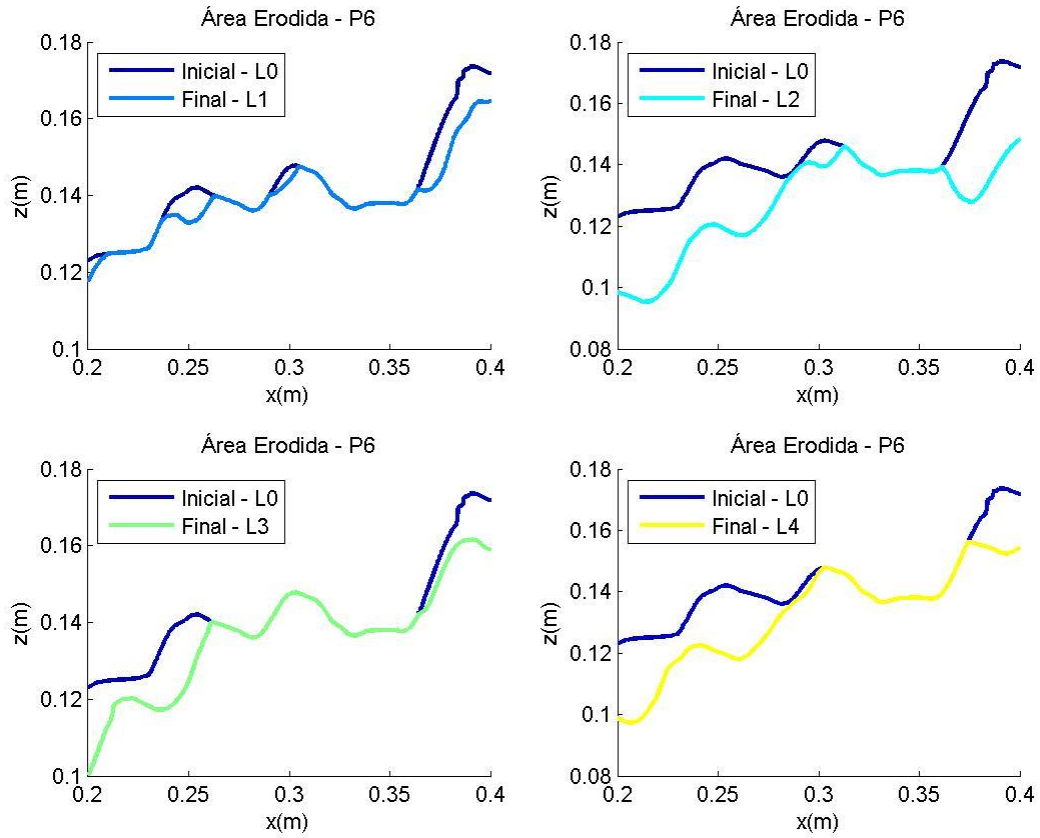 Área Erodida - P6
0.18
0.16
0.14
0.12
0.1
z(m)
Inicial - L0
Final - L1
0.2
0.25
0.3
0.35
0.4
x(m)
Área Erodida - P6
0.18
0.16
0.14
0.12
0.1
0.08
z(m)
Inicial - L0
Final - L2
0.2
0.25
0.3
0.35
0.4
x(m)
Área Erodida - P6
0.18
0.16
0.14
0.12
0.1
z(m)
Inicial - L0
Final - L3
0.2
0.25
0.3
0.35
0.4
x(m)
Área Erodida - P6
0.18
0.16
0.14
0.12
0.1
0.08
z(m)
Inicial - L0
Final - L4
0.2
0.25
0.3
0.35
0.4
x(m)